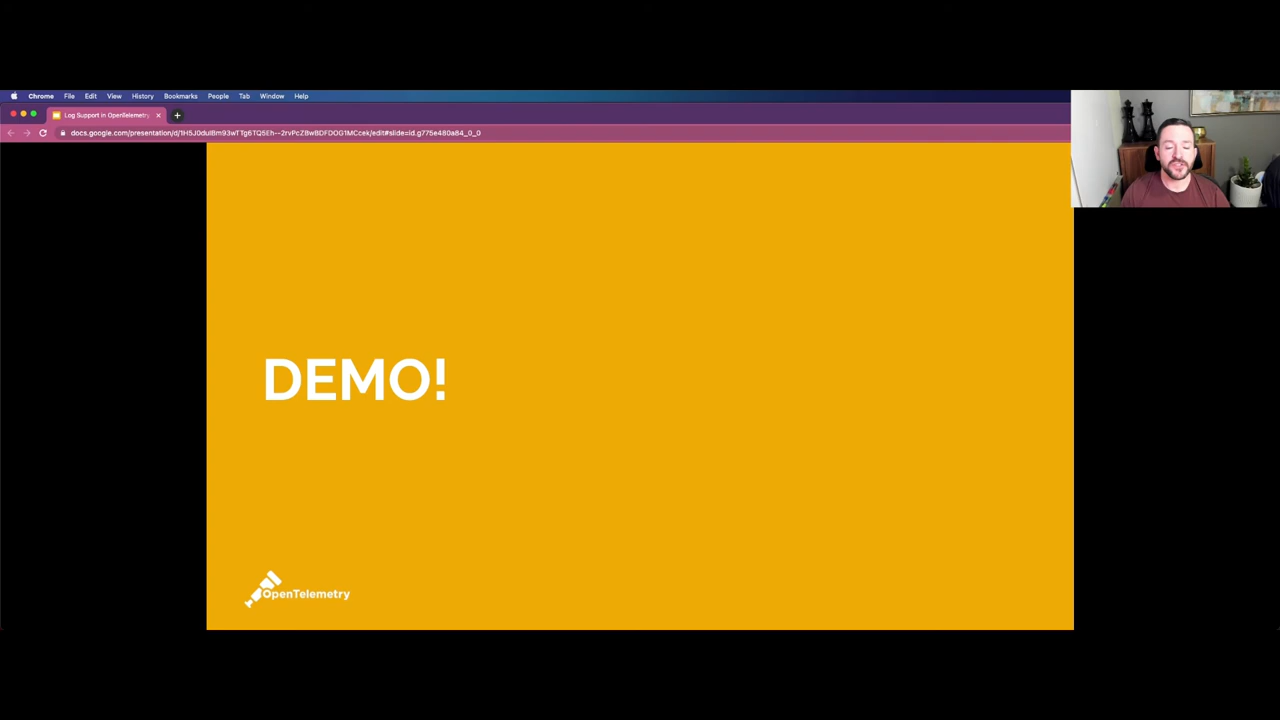 Chrome File Edit View History Bookmarks People Tab Window Help
Log Support in OpenTelemetry
DEMO!
OpenTelemetry